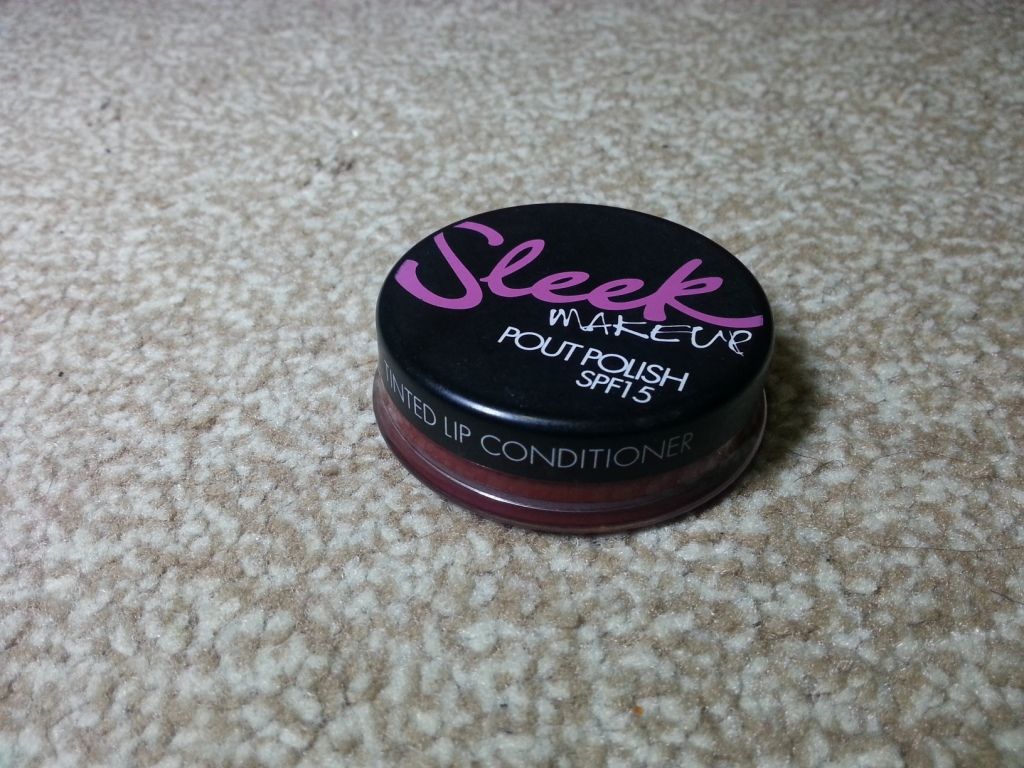 Sleek
MAKEUP
POUT POLISH
SPF15
TINTED LIP CONDITIONER